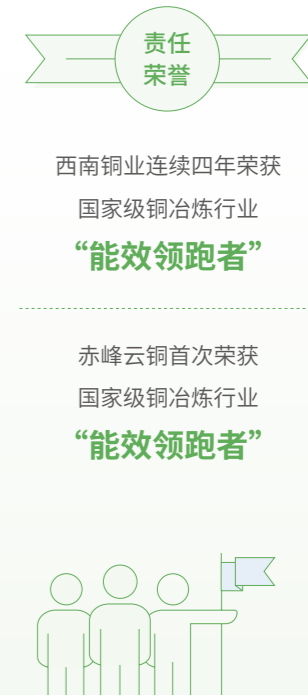 责任
荣誉
西南铜业连续四年荣获
国家级铜冶炼行业
“能效领跑者”
赤峰云铜首次荣获
国家级铜冶炼行业
“能效领跑者”